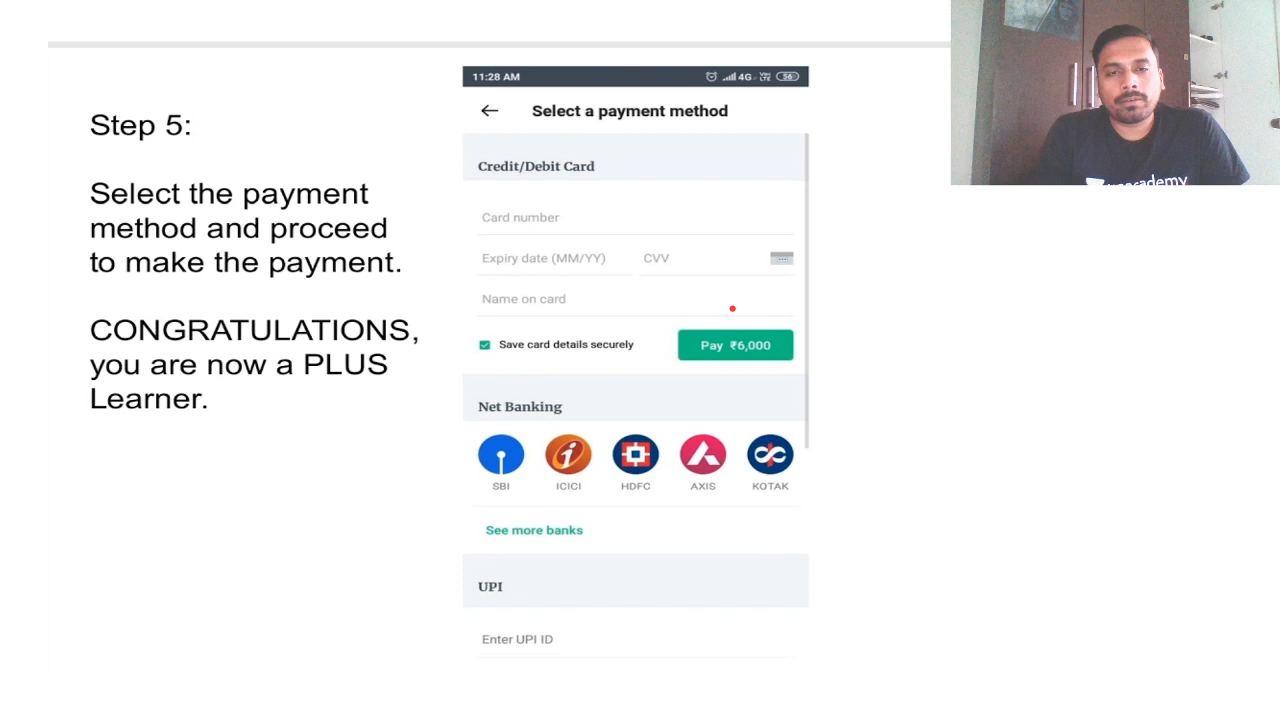 Step 5:
Select the payment
method and proceed
to make the payment.
CONGRATULATIONS,
you are now a PLUS
Learner.
11:28 AM
4G
56
Select a payment method
Credit/Debit Card
Card number
Expiry date (MM/YY) CVV
Name on card
Save card details securely
Pay ₹6,000
Net Banking
SBI ICICI HDFC AXIS KOTAK
See more banks
UPI
Enter UPI ID